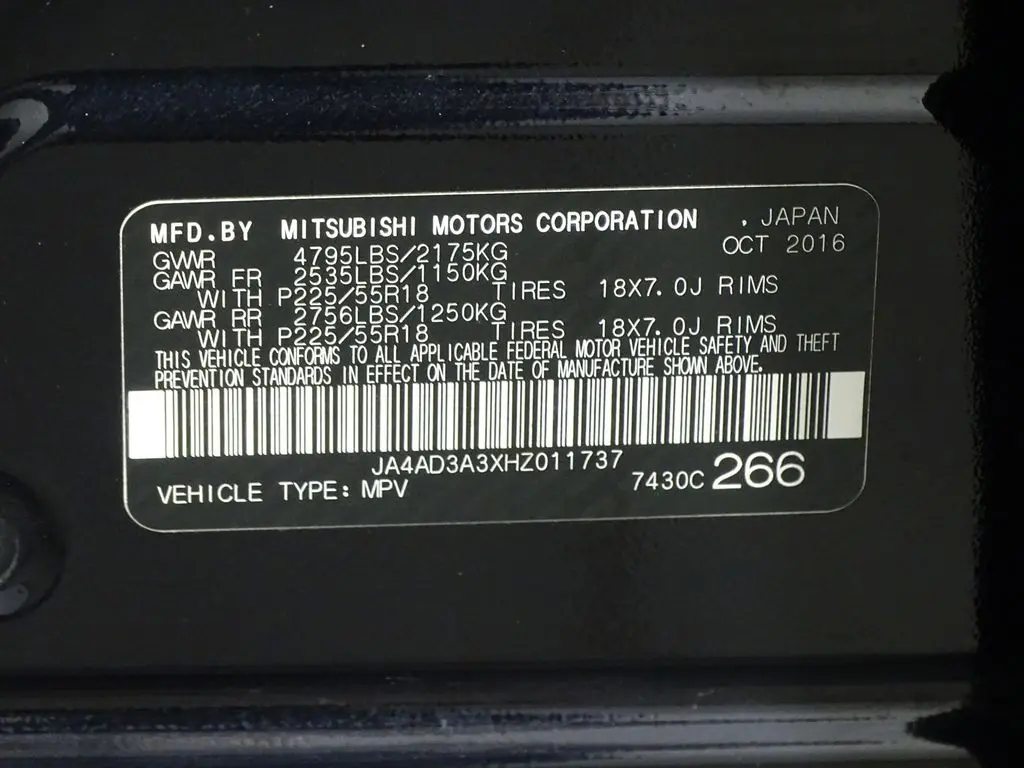 MFD.BY MITSUBISHI MOTORS CORPORATION , JAPAN
GVWR 4795LBS/2175KG OCT 2016
GAWR FR 2535LBS/1150KG
WITH P225/55R18 TIRES 18X7.0J RIMS
GAWR RR 2756LBS/1250KG
WITH P225/55R18 TIRES 18X7.0J RIMS
THIS VEHICLE CONFORMS TO ALL APPLICABLE FEDERAL MOTOR VEHICLE SAFETY AND THEFT
PREVENTION STANDARDS IN EFFECT ON THE DATE OF MANUFACTURE SHOWN ABOVE.
JA4AD3A3XHZ011737
VEHICLE TYPE: MPV 7430C 266